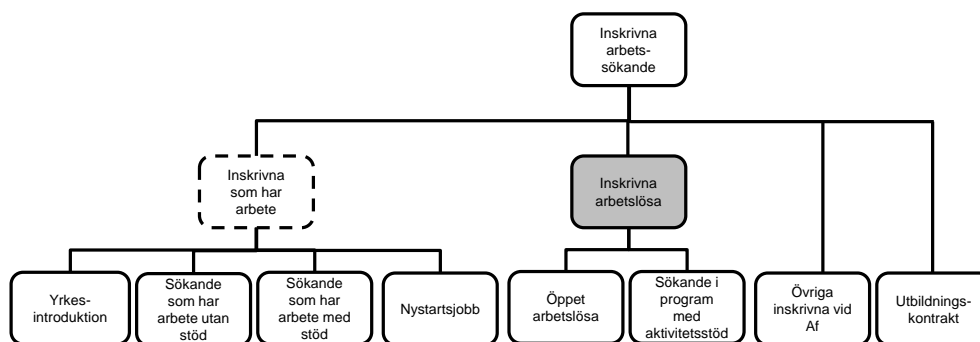 Inskrivna
arbets-
sökande
Inskrivna
som har
arbete
Inskrivna
arbetslösa
Yrkes-
introduktion
Sökande
som har
arbete utan
stöd
Sökande
som har
arbete med
stöd
Nystartsjobb
Öppet
arbetslösa
Sökande i
program
med
aktivitetsstöd
Övriga
inskrivna vid
Af
Utbildnings-
kontrakt